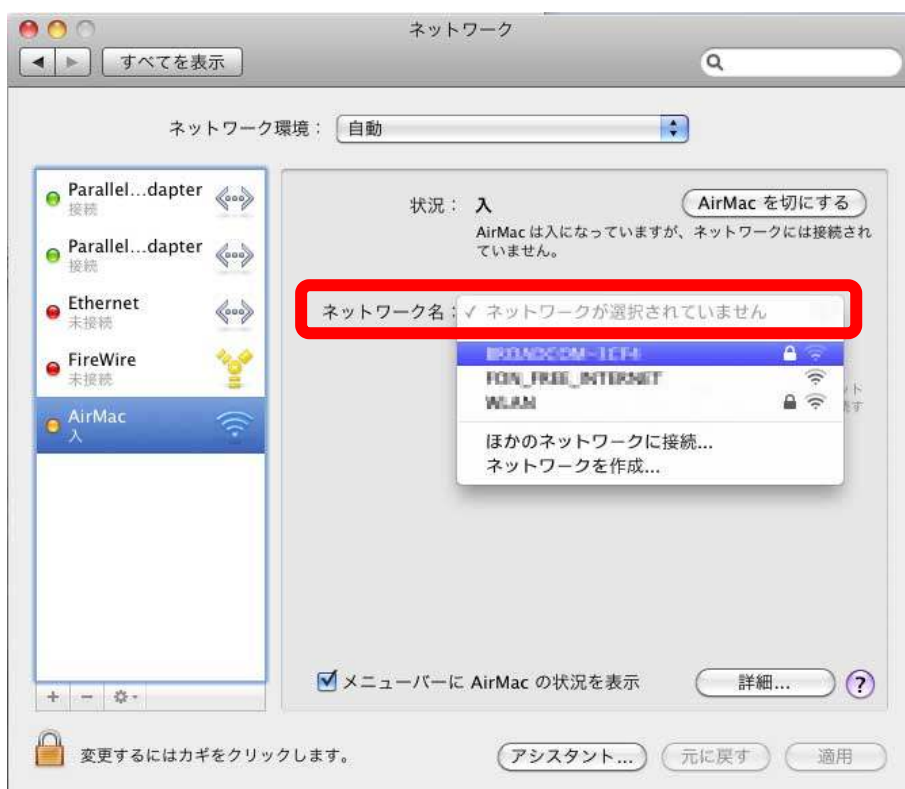 ネットワーク
すべてを表示
ネットワーク環境： 自動
Parallel...dapter
接続
Parallel...dapter
接続
Ethernet
未接続
FireWire
未接続
AirMac
入
状況： 入
AirMac を切にする
AirMac は入になっていますが、ネットワークには接続され
ていません。
ネットワーク名： ✓ ネットワークが選択されていません
FON_FREE_INTERNET
WLAN
ほかのネットワークに接続...
ネットワークを作成...
メニューバーに AirMac の状況を表示
詳細...
?
+ −
変更するにはカギをクリックします。
アシスタント...
元に戻す
適用